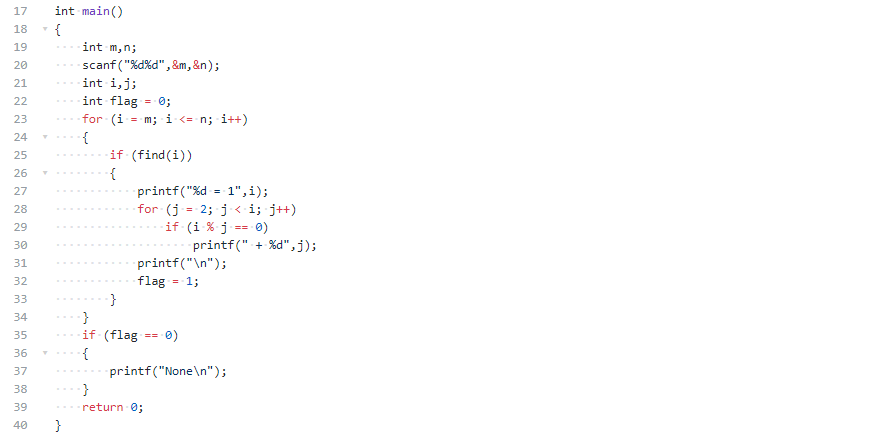 17 int main()
18 {
19 int m,n;
20 scanf("%d%d",&m,&n);
21 int i,j;
22 int flag = 0;
23 for (i = m; i <= n; i++)
24 {
25 if (find(i))
26 {
27 printf("%d = 1",i);
28 for (j = 2; j < i; j++)
29 if (i % j == 0)
30 printf(" + %d",j);
31 printf("\n");
32 flag = 1;
33 }
34 }
35 if (flag == 0)
36 {
37 printf("None\n");
38 }
39 return 0;
40 }